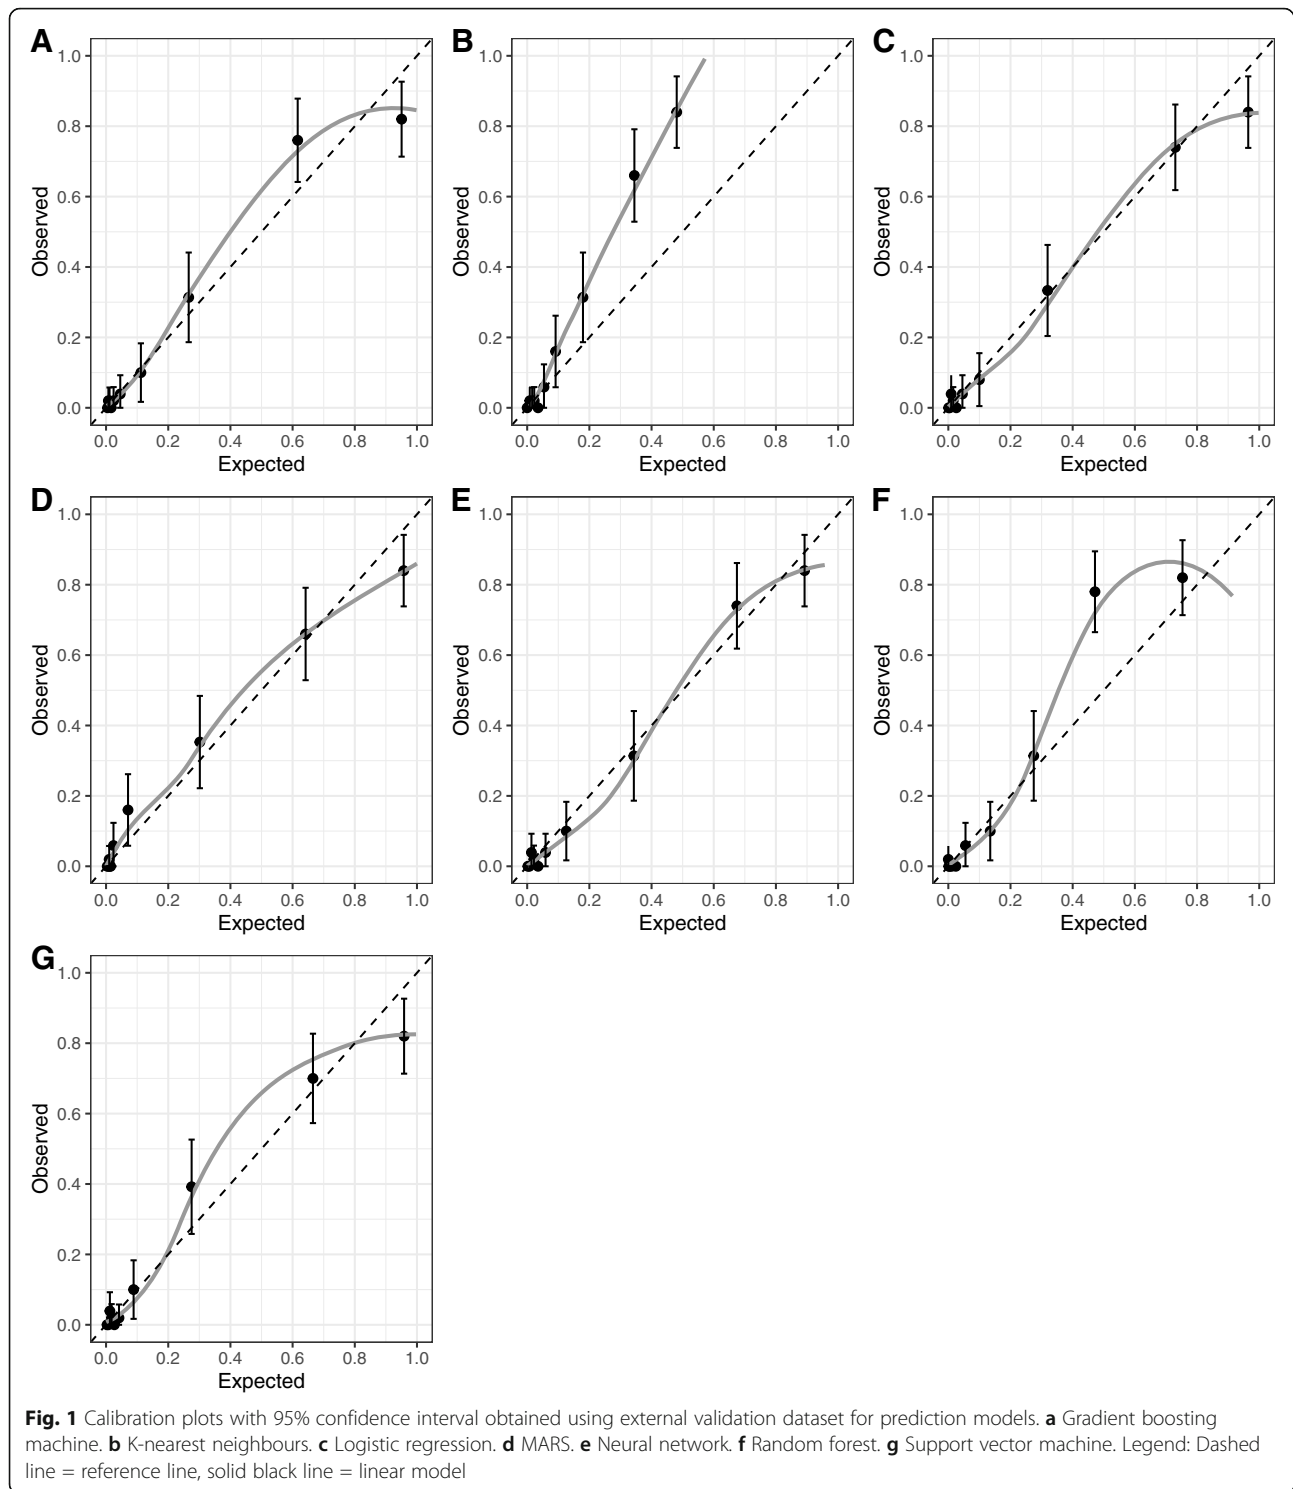 A
B
C
1.0
0.8
0.6
0.4
0.2
0.0
Observed
0.0 0.2 0.4 0.6 0.8 1.0
Expected
1.0
0.8
0.6
0.4
0.2
0.0
Observed
0.0 0.2 0.4 0.6 0.8 1.0
Expected
1.0
0.8
0.6
0.4
0.2
0.0
Observed
0.0 0.2 0.4 0.6 0.8 1.0
Expected
D
E
F
1.0
0.8
0.6
0.4
0.2
0.0
Observed
0.0 0.2 0.4 0.6 0.8 1.0
Expected
1.0
0.8
0.6
0.4
0.2
0.0
Observed
0.0 0.2 0.4 0.6 0.8 1.0
Expected
1.0
0.8
0.6
0.4
0.2
0.0
Observed
0.0 0.2 0.4 0.6 0.8 1.0
Expected
G
1.0
0.8
0.6
0.4
0.2
0.0
Observed
0.0 0.2 0.4 0.6 0.8 1.0
Expected
Fig. 1 Calibration plots with 95% confidence interval obtained using external validation dataset for prediction models. a Gradient boosting
machine. b K-nearest neighbours. c Logistic regression. d MARS. e Neural network. f Random forest. g Support vector machine. Legend: Dashed
line = reference line, solid black line = linear model